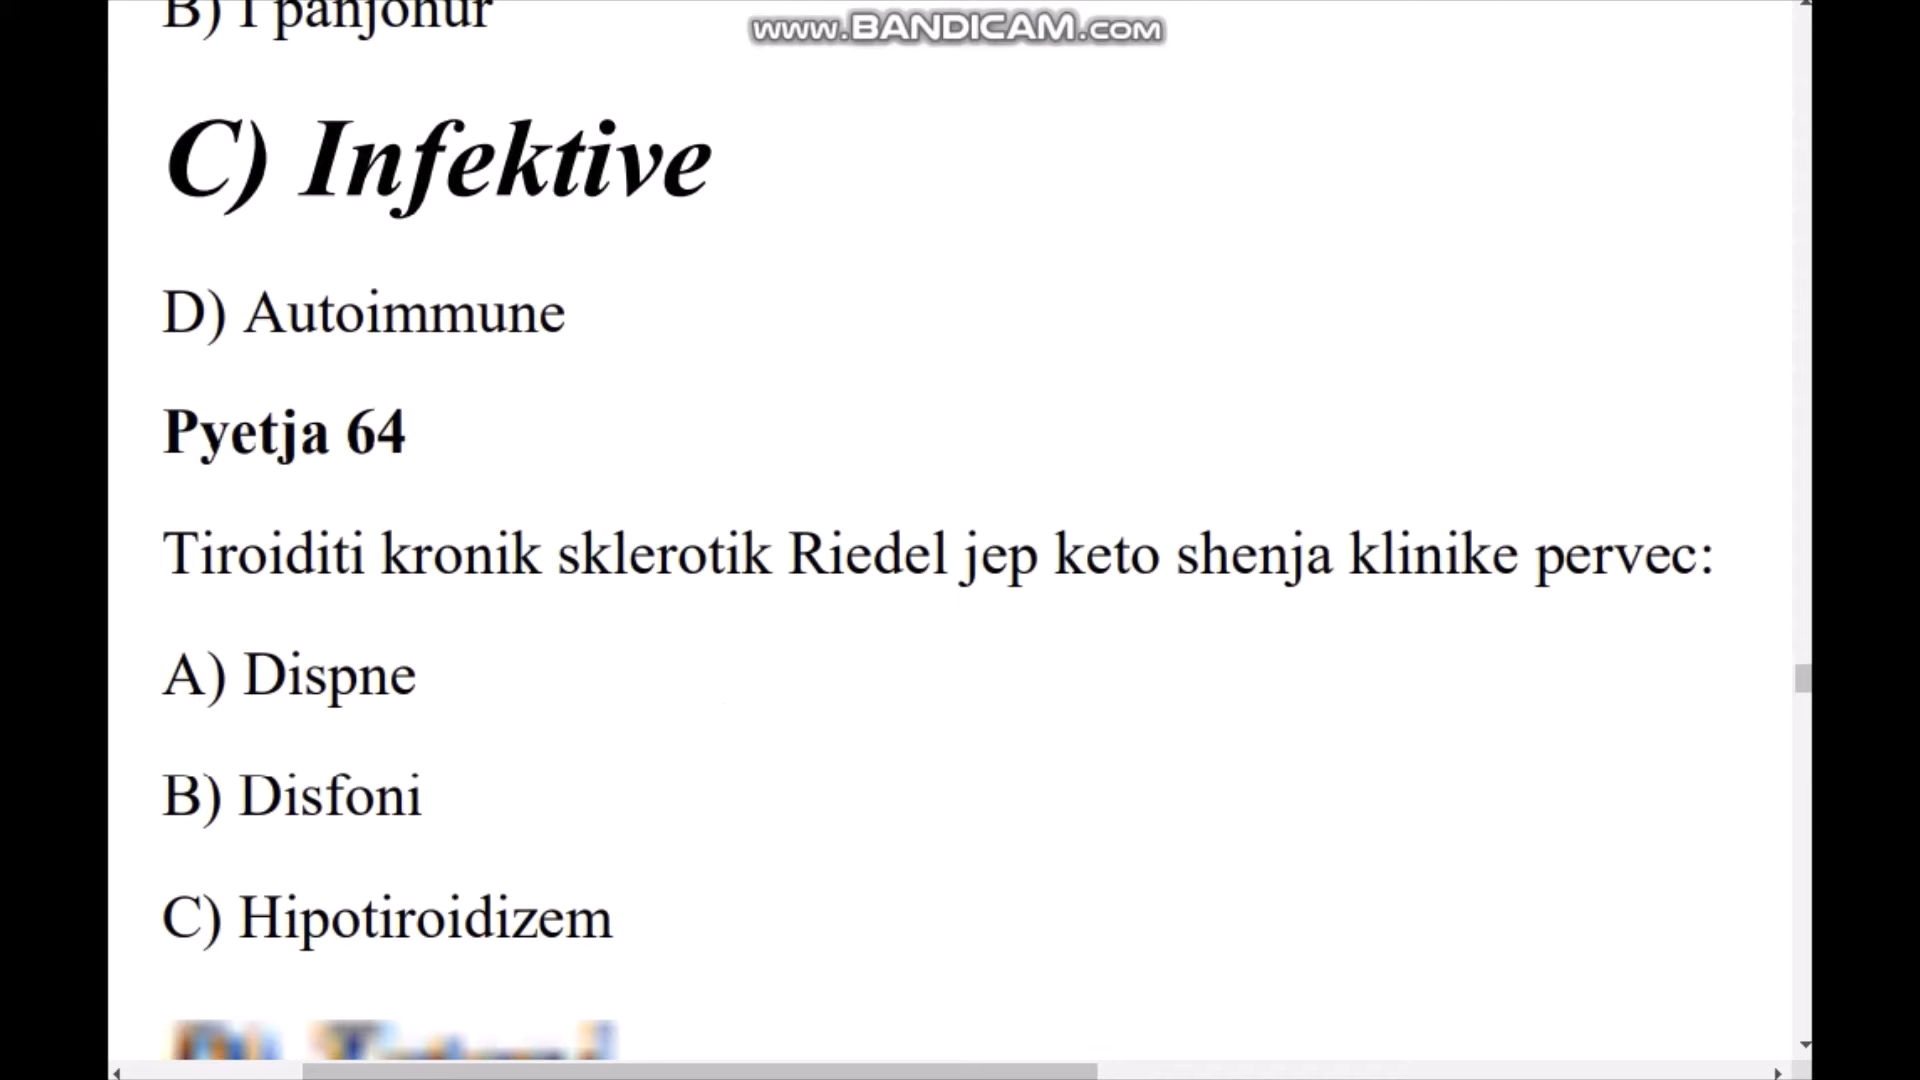 B) I panjohur
www.BANDICAM.com
C) Infektive
D) Autoimmune
Pyetja 64
Tiroiditi kronik sklerotik Riedel jep keto shenja klinike pervec:
A) Dispne
B) Disfoni
C) Hipotiroidizem